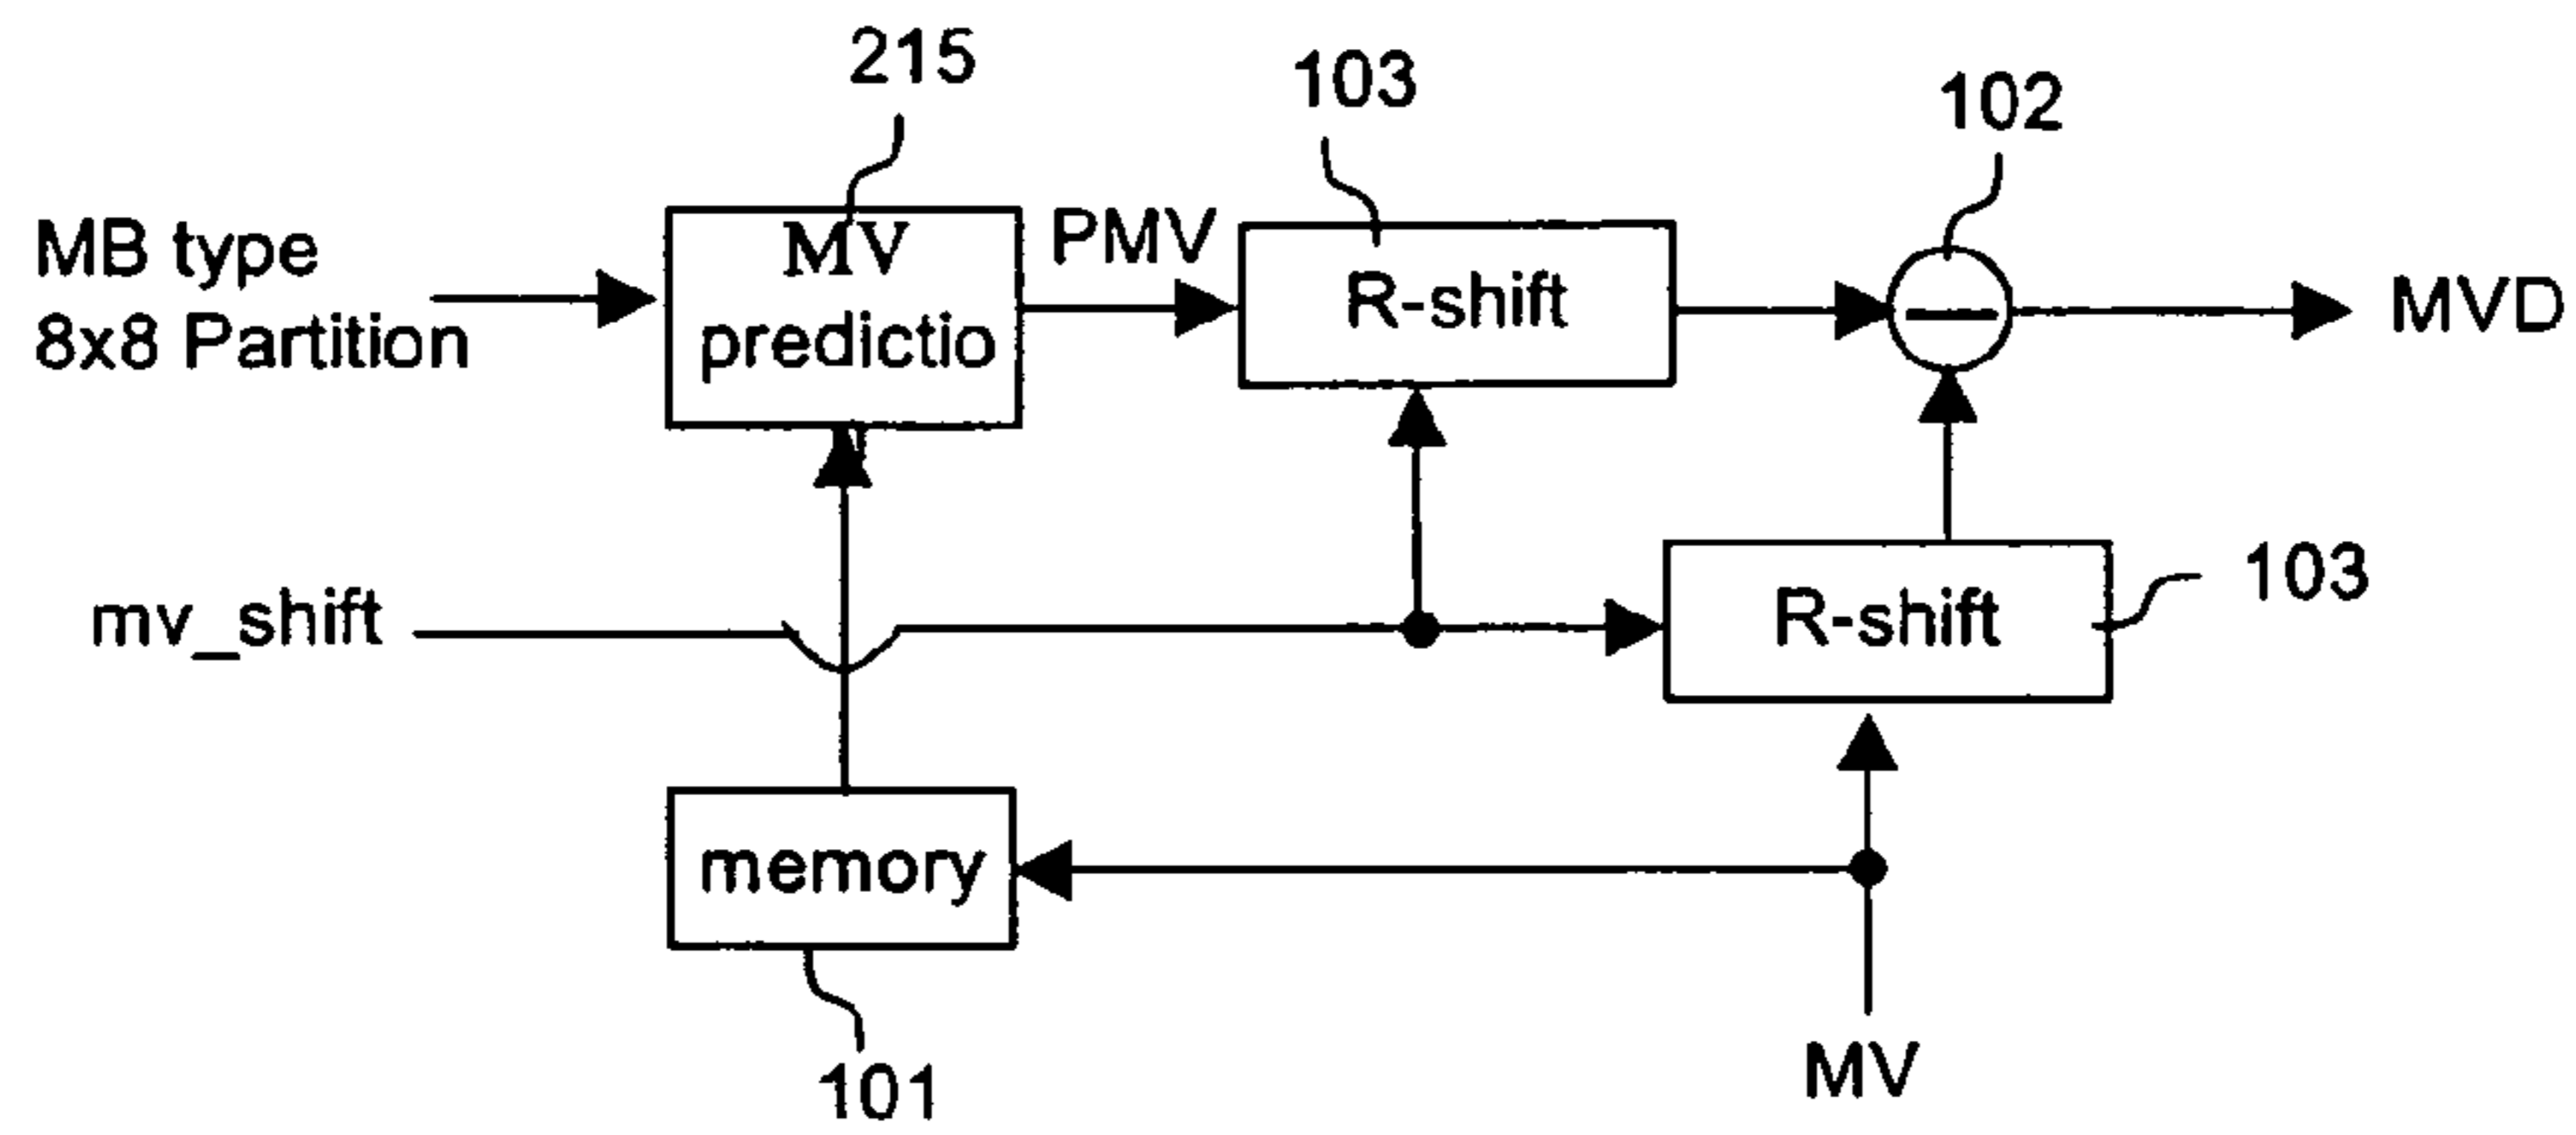 215
103
102
MB type
8x8 Partition
MV
predictio
PMV
R-shift
MVD
mv_shift
R-shift
103
memory
101
MV